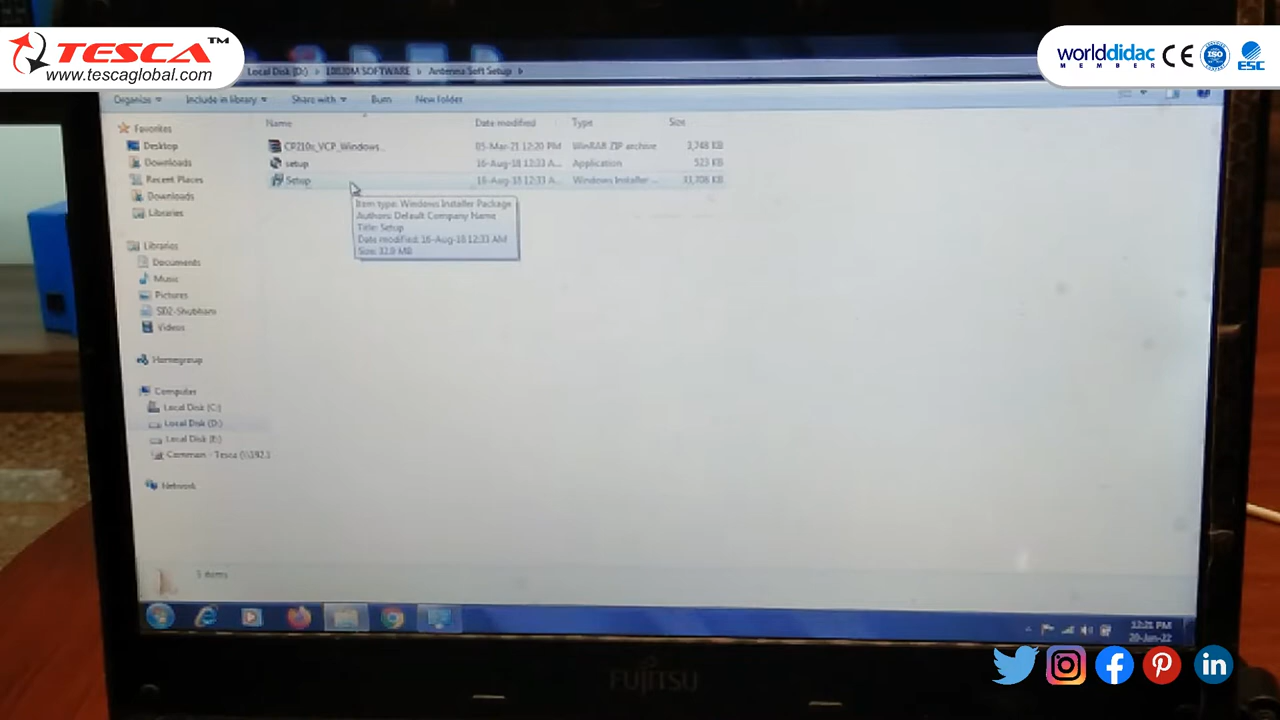 TESCA™
www.tescaglobal.com
worlddidac
MEMBER
CE
ISO
ESC
Local Disk (D:)
SOFTWARE
Antenna Soft Setup
Organize
Include in library
Share with
Burn
New folder
Name
Date modified
Type
Size
CP210x_VCP_Windows...
05-Mar-21 12:20 PM
WinRAR ZIP archive
3,748 KB
setup
16-Aug-18 12:33 A...
Application
523 KB
Setup
16-Aug-18 12:33 A...
Windows Installer ...
33,708 KB
Item type: Windows Installer Package
Authors: Default Company Name
Title: Setup
Date modified: 16-Aug-18 12:33 AM
Size: 32.9 MB
Favorites
Desktop
Downloads
Recent Places
Downloads
Libraries
Libraries
Documents
Music
Pictures
Videos
Homegroup
Computer
Local Disk (C:)
Local Disk (D:)
Local Disk (E:)
Common - Tesca (\\192.1
Network
3 items
12:21 PM
20-Jan-22
FUJITSU